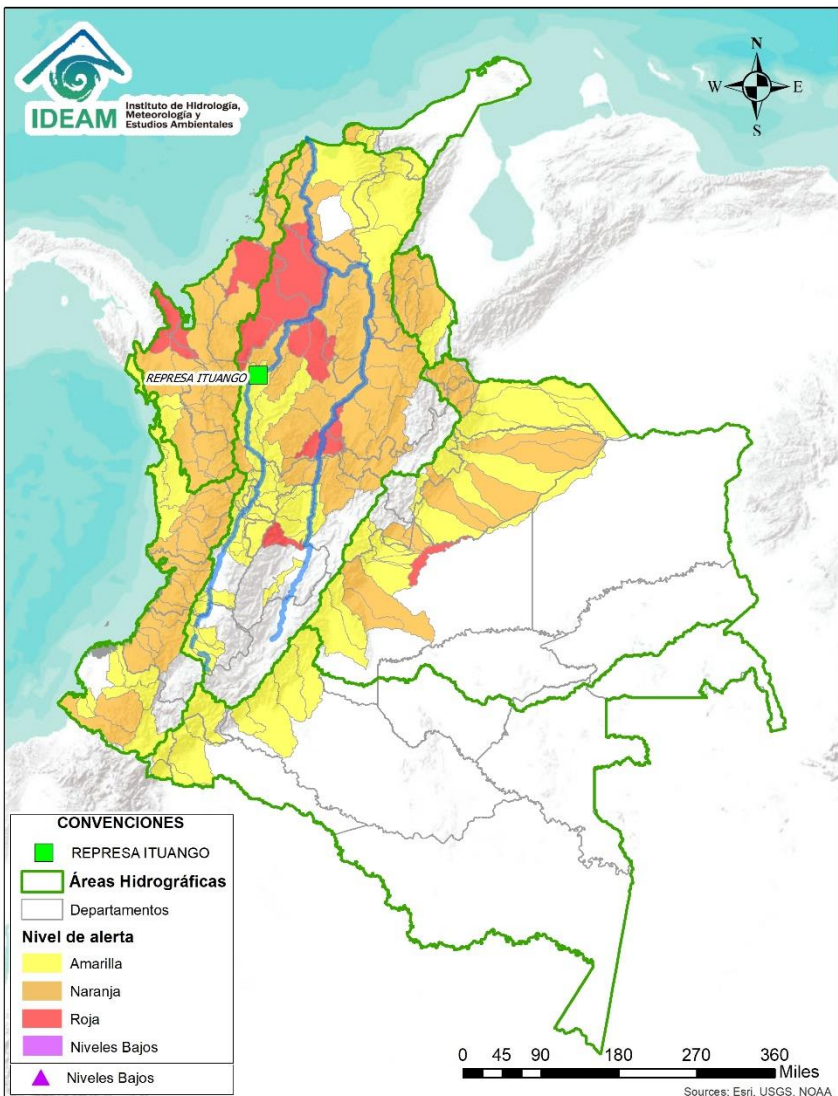 IDEAM
Instituto de Hidrología,
Meteorología y
Estudios Ambientales
N
W E
S
REPRESA ITUANGO
CONVENCIONES
REPRESA ITUANGO
Áreas Hidrográficas
Departamentos
Nivel de alerta
Amarilla
Naranja
Roja
Niveles Bajos
Niveles Bajos
0 45 90 180 270 360
Miles
Sources: Esri, USGS, NOAA